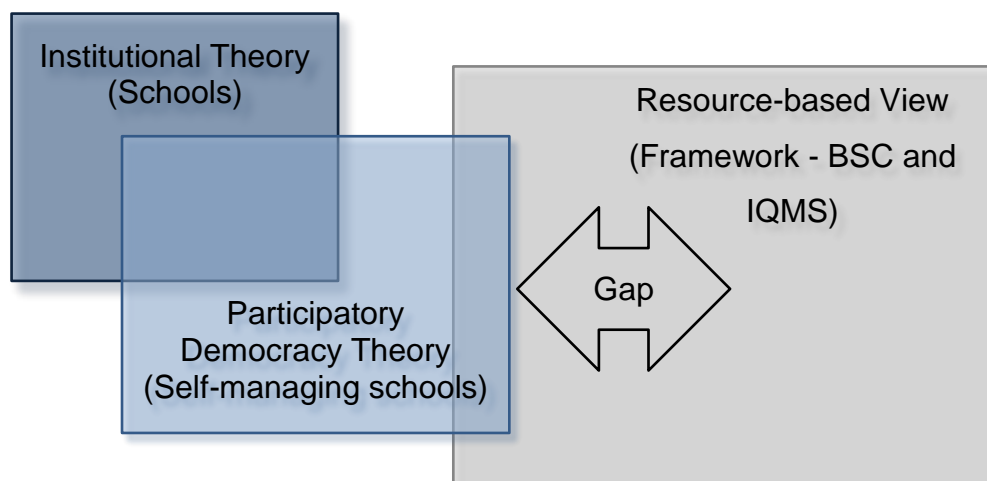 Institutional Theory
(Schools)
Resource-based View
(Framework - BSC and
IQMS)
Gap
Participatory
Democracy Theory
(Self-managing schools)